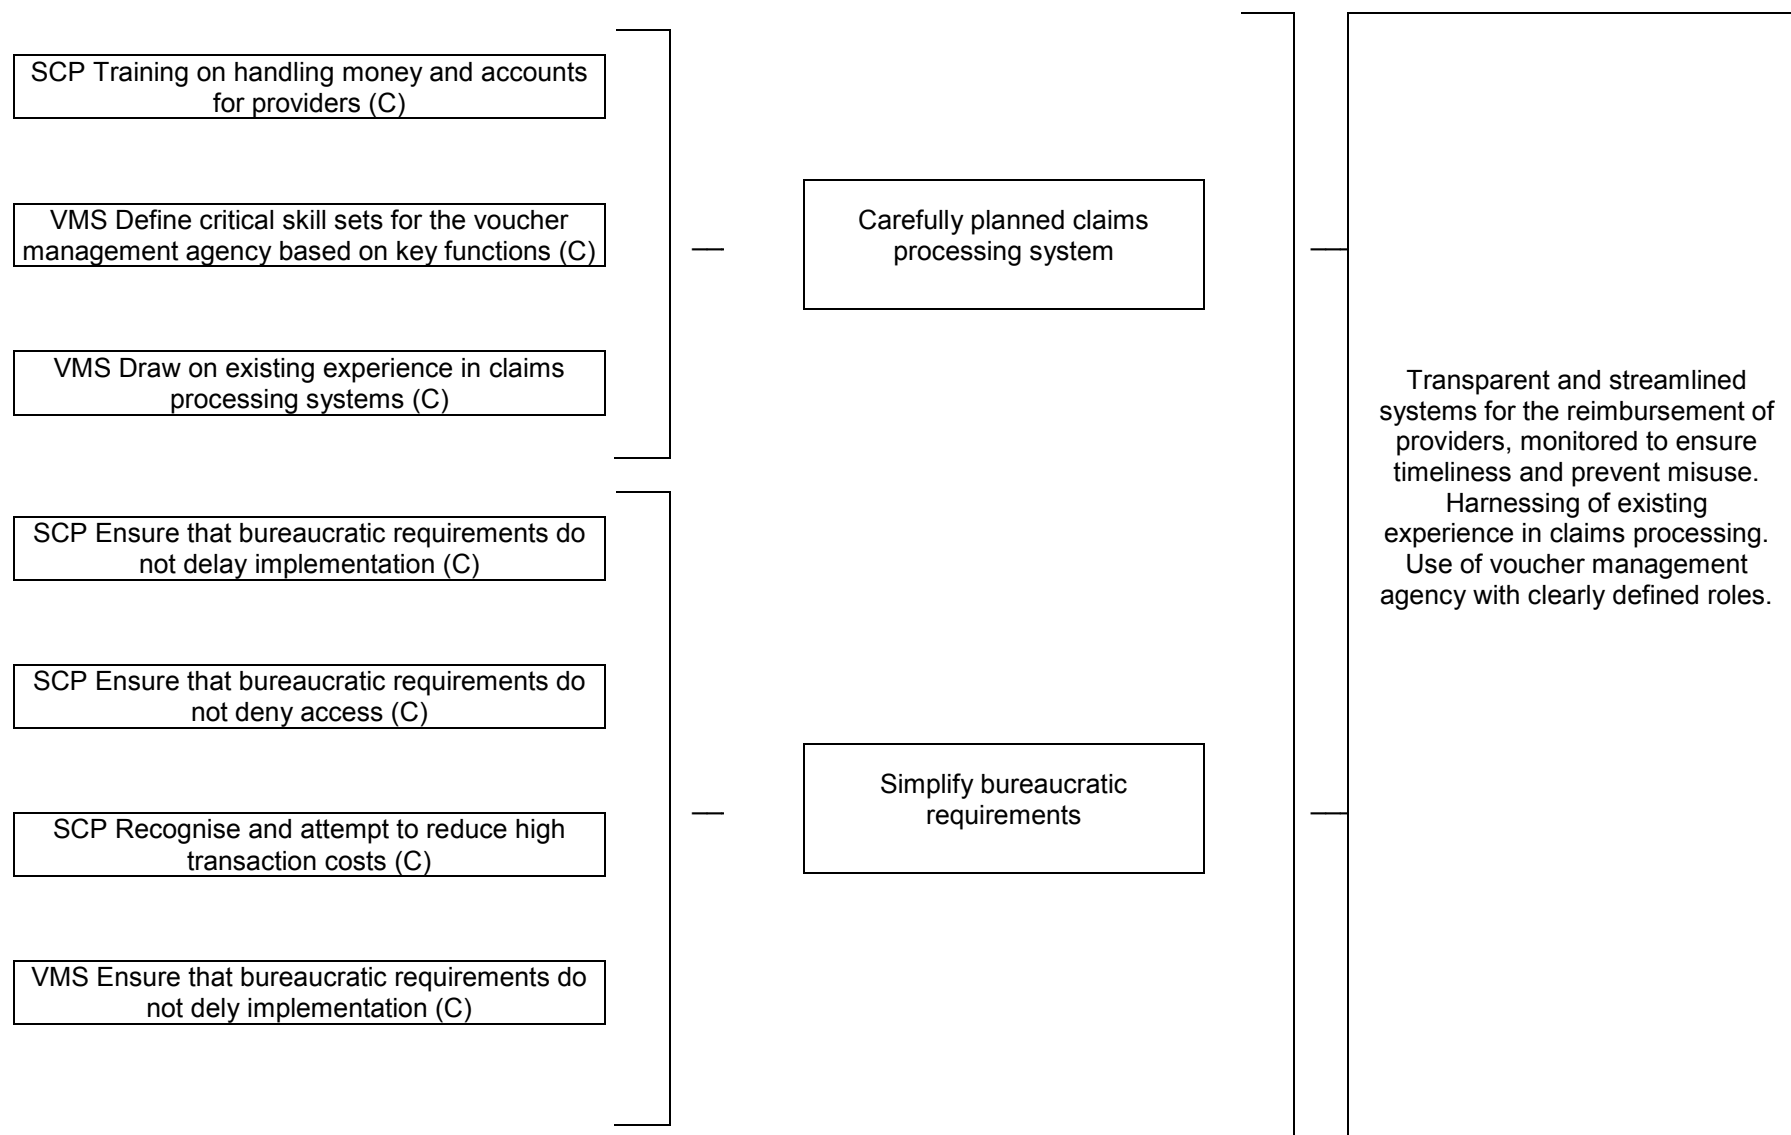 SCP Training on handling money and accounts
for providers (C)
VMS Define critical skill sets for the voucher
management agency based on key functions (C)
VMS Draw on existing experience in claims
processing systems (C)
SCP Ensure that bureaucratic requirements do
not delay implementation (C)
SCP Ensure that bureaucratic requirements do
not deny access (C)
SCP Recognise and attempt to reduce high
transaction costs (C)
VMS Ensure that bureaucratic requirements do
not dely implementation (C)
Carefully planned claims
processing system
Simplify bureaucratic
requirements
Transparent and streamlined
systems for the reimbursement of
providers, monitored to ensure
timeliness and prevent misuse.
Harnessing of existing
experience in claims processing.
Use of voucher management
agency with clearly defined roles.